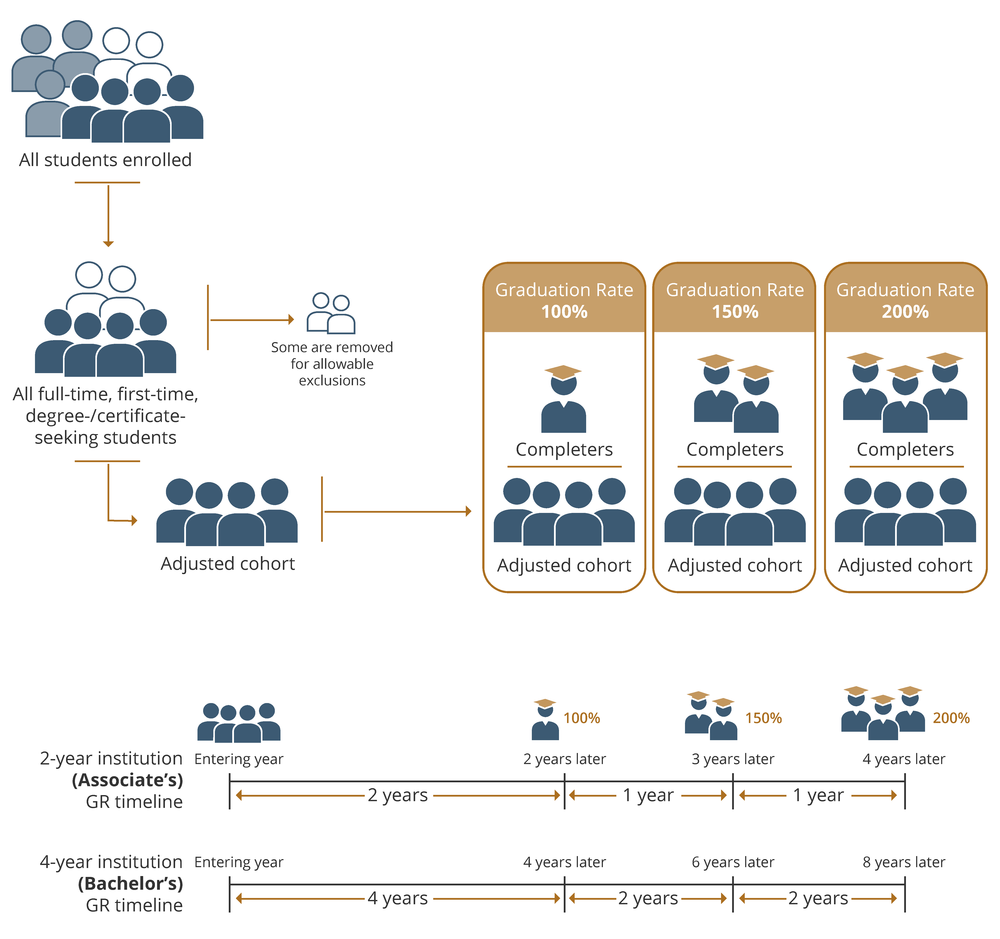 All students enrolled
All full-time, first-time,
degree-/certificate-
seeking students
Some are removed
for allowable
exclusions
Adjusted cohort
Graduation Rate
100%
Completers
Adjusted cohort
Graduation Rate
150%
Completers
Adjusted cohort
Graduation Rate
200%
Completers
Adjusted cohort
100%
150%
200%
2-year institution
(Associate’s)
GR timeline
Entering year
2 years later
3 years later
4 years later
2 years
1 year
1 year
4-year institution
(Bachelor’s)
GR timeline
Entering year
4 years later
6 years later
8 years later
4 years
2 years
2 years